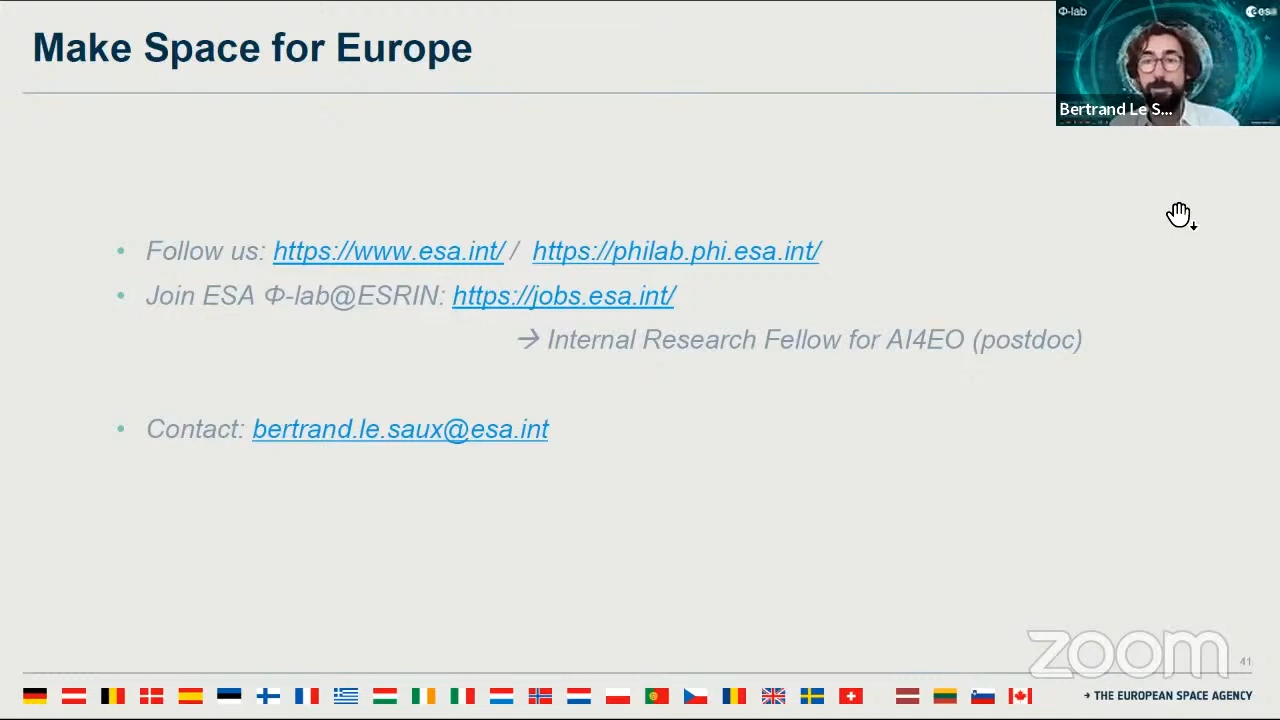 Make Space for Europe
Φ-lab
esa
Bertrand Le S...
• Follow us: https://www.esa.int/ / https://philab.phi.esa.int/
• Join ESA Φ-lab@ESRIN: https://jobs.esa.int/
→ Internal Research Fellow for AI4EO (postdoc)
• Contact: bertrand.le.saux@esa.int
zoom
41
→ THE EUROPEAN SPACE AGENCY